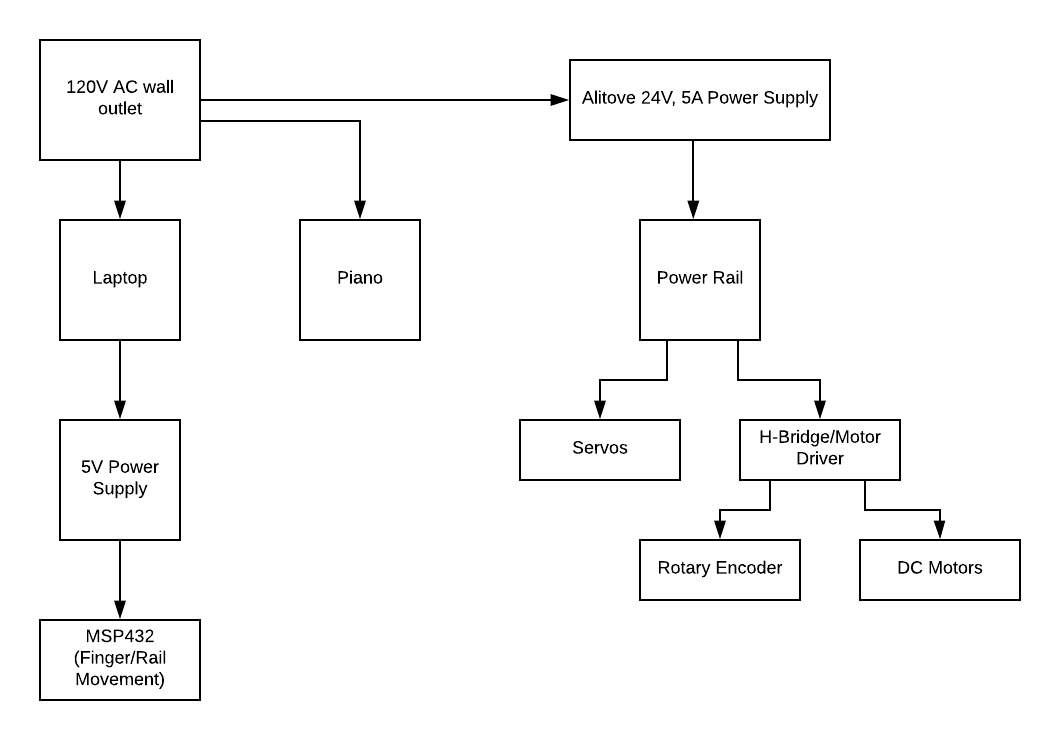 120V AC wall
outlet
Alitove 24V, 5A Power Supply
Laptop
Piano
Power Rail
Servos
H-Bridge/Motor
Driver
5V Power
Supply
Rotary Encoder
DC Motors
MSP432
(Finger/Rail
Movement)